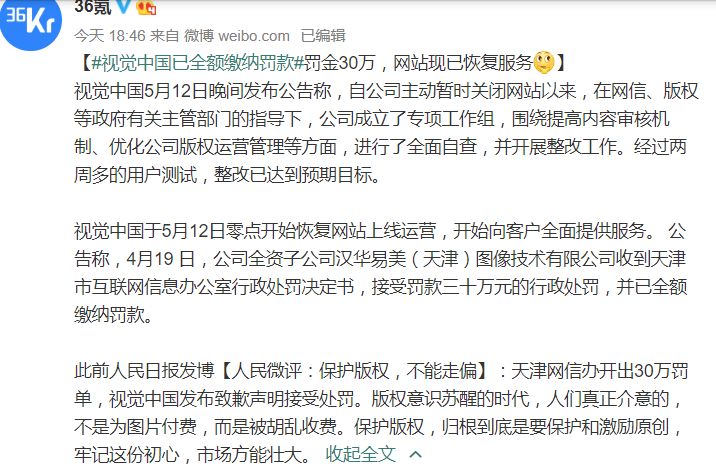 36Kr
36氪
今天 18:46 来自 微博 weibo.com 已编辑
【#视觉中国已全额缴纳罚款#罚金30万，网站现已恢复服务】
视觉中国5月12日晚间发布公告称，自公司主动暂时关闭网站以来，在网信、版权
等政府有关主管部门的指导下，公司成立了专项工作组，围绕提高内容审核机
制、优化公司版权运营管理等方面，进行了全面自查，并开展整改工作。经过两
周多的用户测试，整改已达到预期目标。
视觉中国于5月12日零点开始恢复网站上线运营，开始向客户全面提供服务。 公
告称，4月19 日，公司全资子公司汉华易美（天津）图像技术有限公司收到天津
市互联网信息办公室行政处罚决定书，接受罚款三十万元的行政处罚，并已全额
缴纳罚款。
此前人民日报发博【人民微评：保护版权，不能走偏】：天津网信办开出30万罚
单，视觉中国发布致歉声明接受处罚。版权意识苏醒的时代，人们真正介意的，
不是为图片付费，而是被胡乱收费。保护版权，归根到底是要保护和激励原创，
牢记这份初心，市场方能壮大。 收起全文